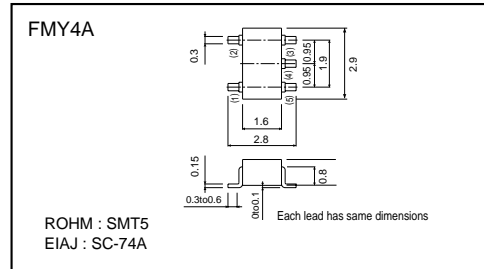 FMY4A
0.3
(2)
(3)
(4)
(1)
(5)
0.95
0.95
1.9
2.9
1.6
2.8
0.15
0.3to0.6
0to0.1
0.8
Each lead has same dimensions
ROHM : SMT5
EIAJ : SC-74A